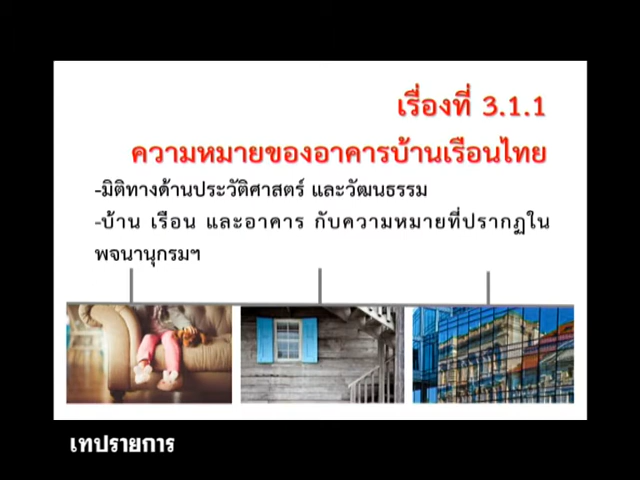 เรื่องที่ 3.1.1
ความหมายของอาคารบ้านเรือนไทย
-มิติทางด้านประวัติศาสตร์ และวัฒนธรรม
-บ้าน เรือน และอาคาร กับความหมายที่ปรากฏใน
พจนานุกรมฯ
เทปรายการ